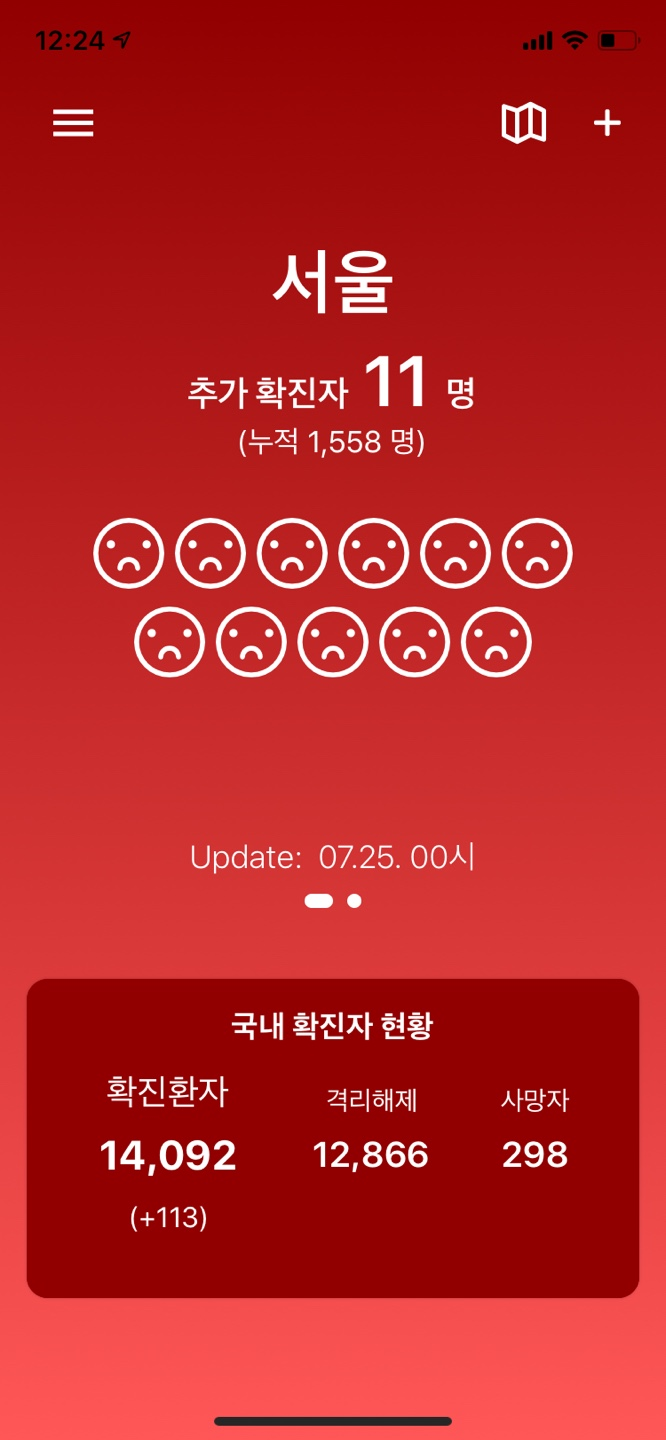 12:24
서울
추가 확진자 11 명
(누적 1,558 명)
Update: 07.25. 00시
국내 확진자 현황
확진환자 격리해제 사망자
14,092 12,866 298
(+113)